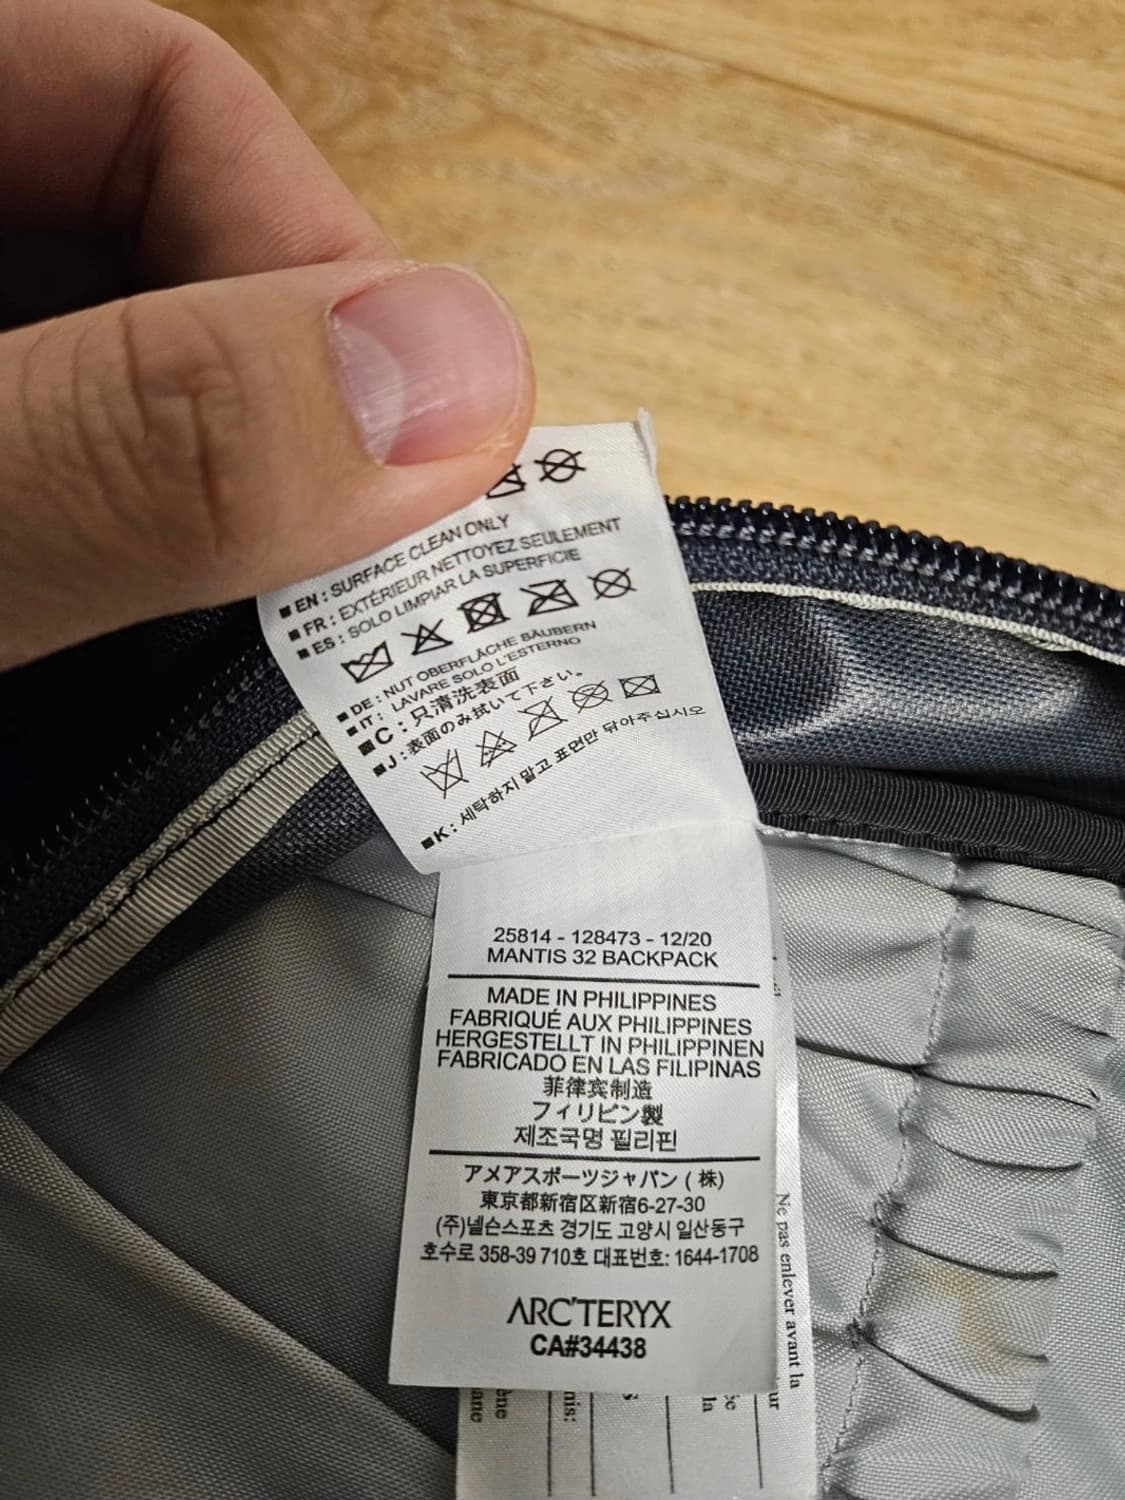 ■ EN : SURFACE CLEAN ONLY
■ FR : EXTÉRIEUR NETTOYEZ SEULEMENT
■ ES : SOLO LIMPIAR LA SUPERFICIE
■ DE : NUT OBERFLÄCHE SÄUBERN
■ IT : LAVARE SOLO L'ESTERNO
■ C : 只清洗表面
■ J : 表面のみ拭いて下さい。
■ K : 세탁하지 말고 표면만 닦아주십시오
25814 - 128473 - 12/20
MANTIS 32 BACKPACK
MADE IN PHILIPPINES
FABRIQUÉ AUX PHILIPPINES
HERGESTELLT IN PHILIPPINEN
FABRICADO EN LAS FILIPINAS
菲律宾制造
フィリピン製
제조국명 필리핀
アメアスポーツジャパン ( 株)
東京都新宿区新宿6-27-30
(주)넬슨스포츠 경기도 고양시 일산동구
호수로 358-39 710호 대표번호: 1644-1708
ARC'TERYX
CA#34438
Ne pas enlever avant la